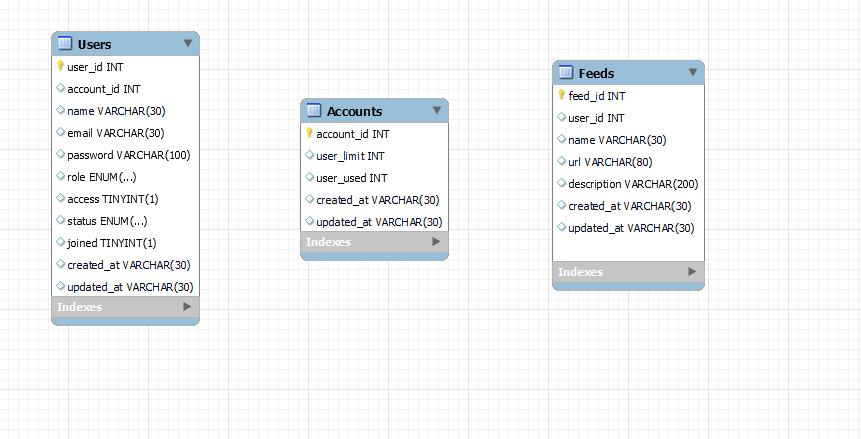 Users
user_id INT
account_id INT
name VARCHAR(30)
email VARCHAR(30)
password VARCHAR(100)
role ENUM(...)
access TINYINT(1)
status ENUM(...)
joined TINYINT(1)
created_at VARCHAR(30)
updated_at VARCHAR(30)
Indexes
Accounts
account_id INT
user_limit INT
user_used INT
created_at VARCHAR(30)
updated_at VARCHAR(30)
Indexes
Feeds
feed_id INT
user_id INT
name VARCHAR(30)
url VARCHAR(80)
description VARCHAR(200)
created_at VARCHAR(30)
updated_at VARCHAR(30)
Indexes